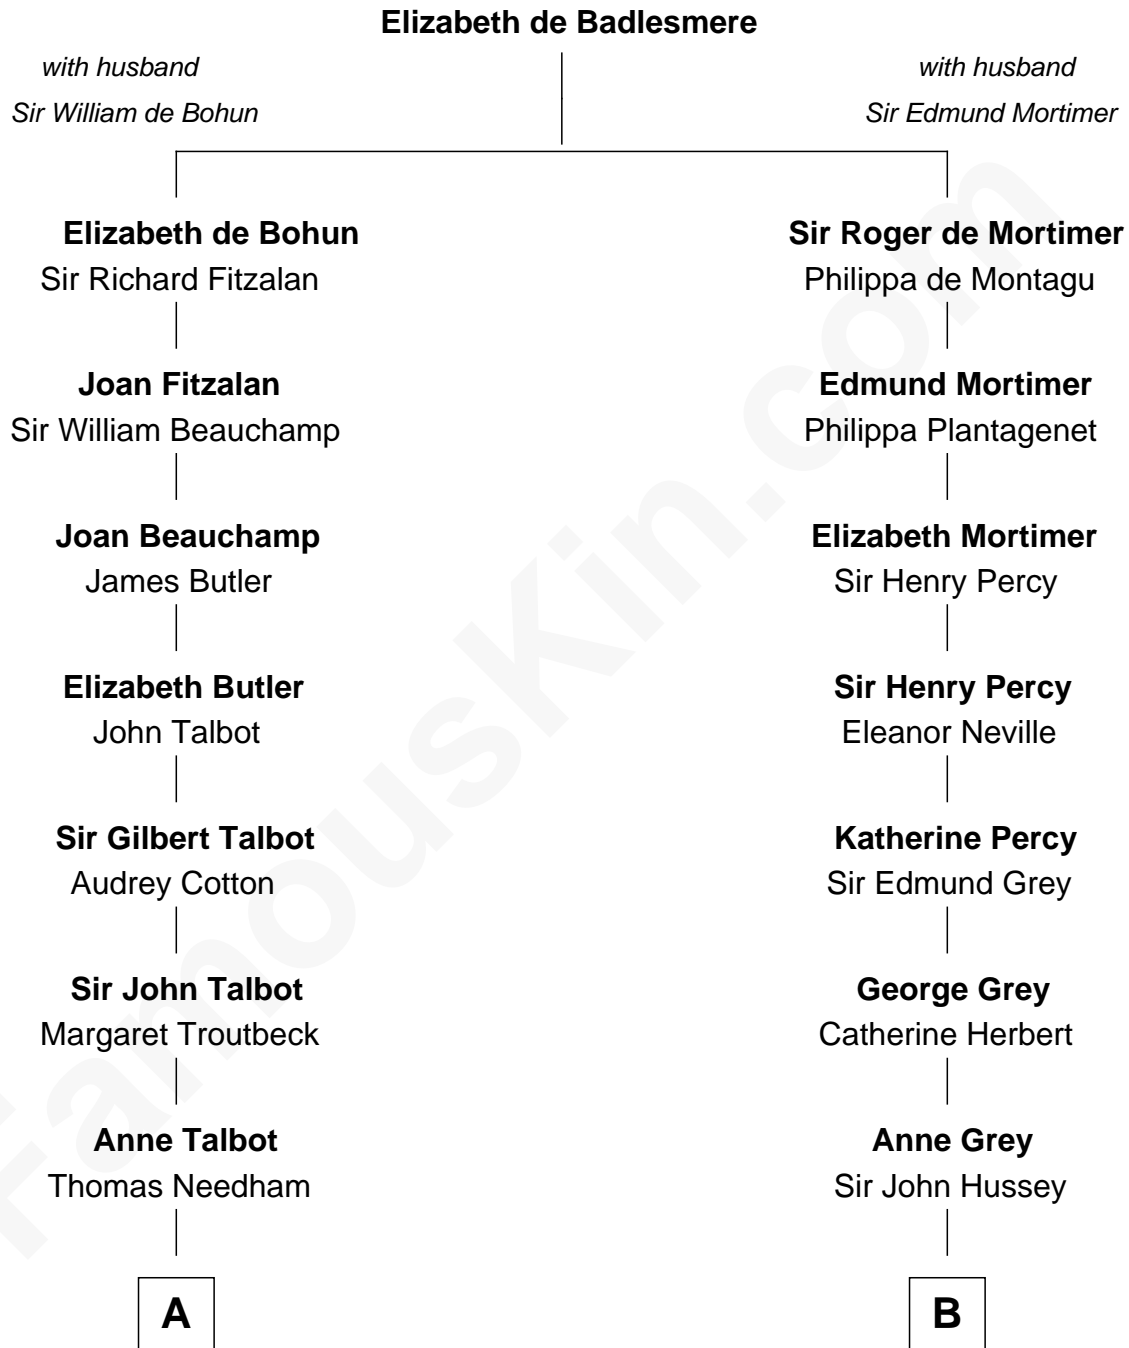 Elizabeth de Badlesmere
with husband
Sir William de Bohun
with husband
Sir Edmund Mortimer
Elizabeth de Bohun
Sir Richard Fitzalan
Joan Fitzalan
Sir William Beauchamp
Joan Beauchamp
James Butler
Elizabeth Butler
John Talbot
Sir Gilbert Talbot
Audrey Cotton
Sir John Talbot
Margaret Troutbeck
Anne Talbot
Thomas Needham
A
Sir Roger de Mortimer
Philippa de Montagu
Edmund Mortimer
Philippa Plantagenet
Elizabeth Mortimer
Sir Henry Percy
Sir Henry Percy
Eleanor Neville
Katherine Percy
Sir Edmund Grey
George Grey
Catherine Herbert
Anne Grey
Sir John Hussey
B
FamousKin.com